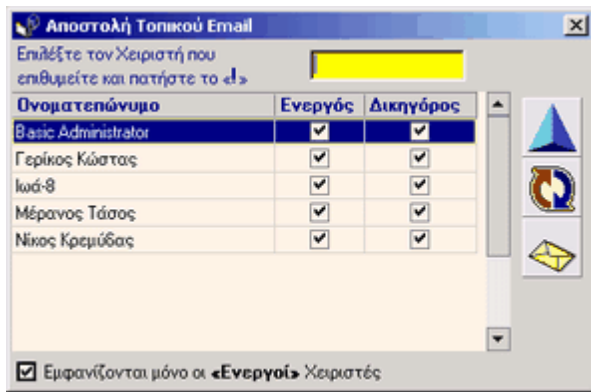 Αποστολή Τοπικού Email
Επιλέξτε τον Χειριστή που
επιθυμείτε και πατήστε το «!»
Ονοματεπώνυμο Ενεργός Δικηγόρος
Basic Administrator
Γερίκος Κώστας
Ιωά-8
Μέρανος Τάσος
Νίκος Κρεμύδας
Εμφανίζονται μόνο οι «Ενεργοί» Χειριστές